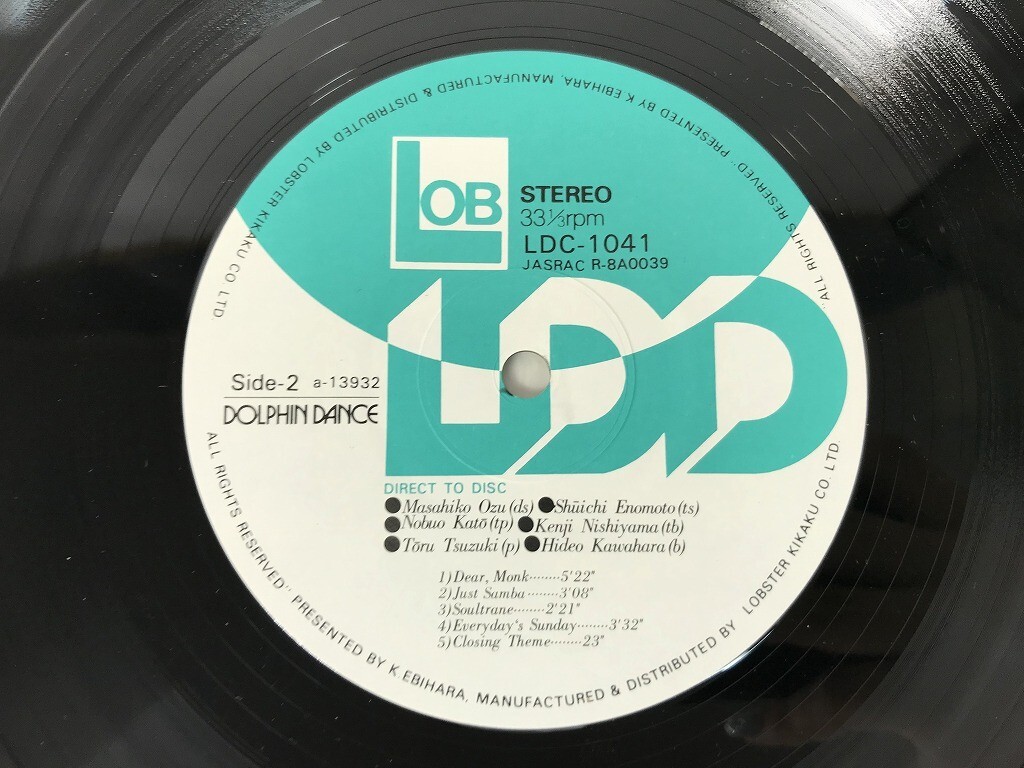 LOB
STEREO
33⅓rpm
LDC-1041
JASRAC R-8A0039
LDD
Side-2 a-13932
DOLPHIN DANCE
DIRECT TO DISC
●Masahiko Ozu(ds) ●Shūichi Enomoto(ts)
●Nobuo Katō(tp) ●Kenji Nishiyama(tb)
●Tōru Tsuzuki(p) ●Hideo Kawahara(b)
1)Dear, Monk········5'22"
2)Just Samba········3'08"
3)Soultrane········2'21"
4)Everyday's Sunday········3'32"
5)Closing Theme········23"
ALL RIGHTS RESERVED" PRESENTED BY K.EBIHARA, MANUFACTURED & DISTRIBUTED BY LOBSTER KIKAKU CO. LTD.
"ALL RIGHTS RESERVED" PRESENTED BY K.EBIHARA, MANUFACTURED & DISTRIBUTED BY LOBSTER KIKAKU CO. LTD.